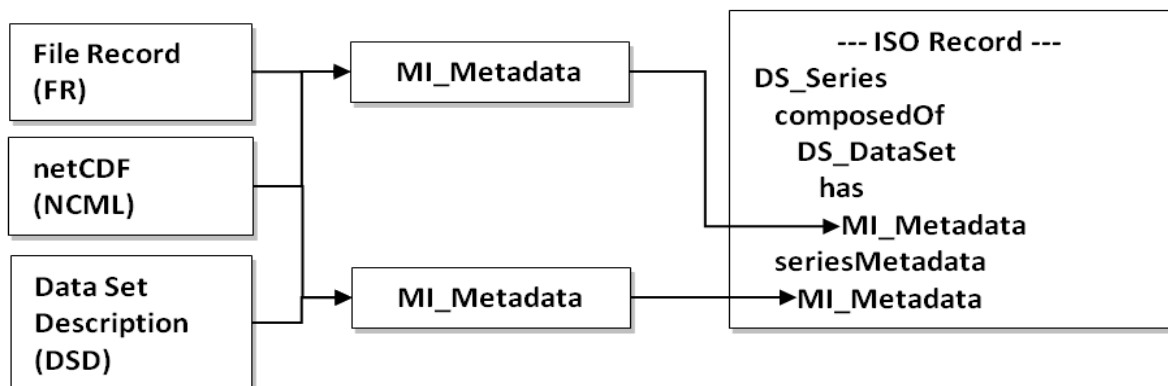 File Record
(FR)
netCDF
(NCML)
Data Set
Description
(DSD)
MI_Metadata
MI_Metadata
--- ISO Record ---
DS_Series
composedOf
DS_DataSet
has
MI_Metadata
seriesMetadata
MI_Metadata